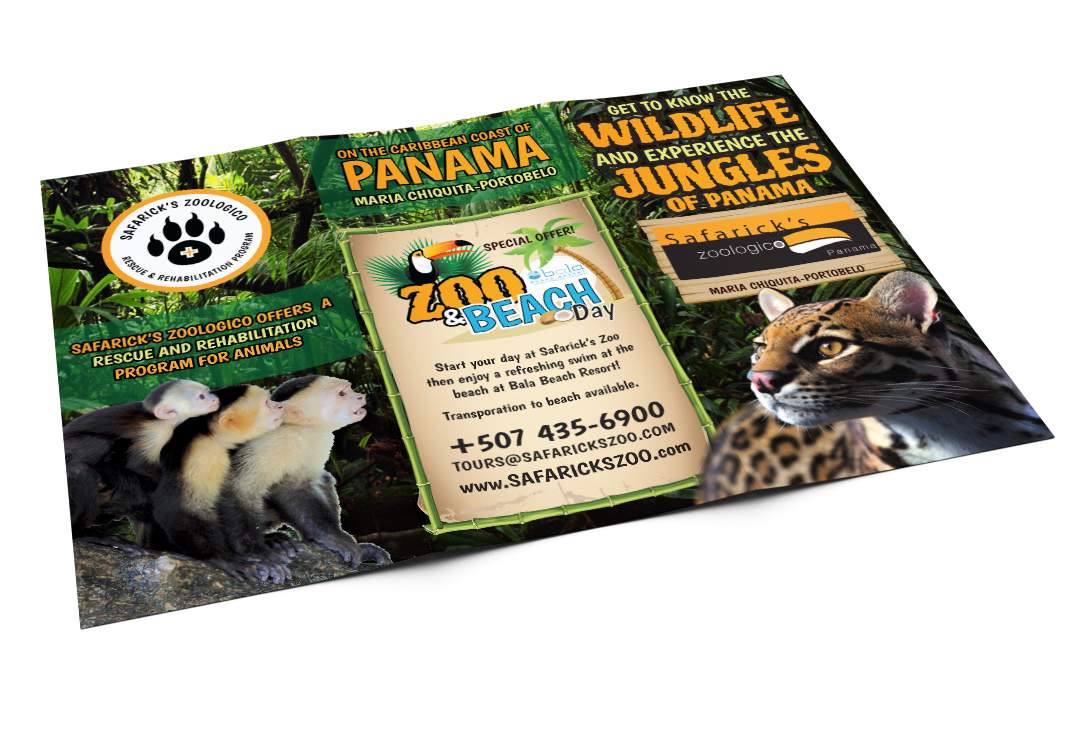 SAFARICK'S ZOOLOGICO
RESCUE & REHABILITATION PROGRAM
SAFARICK'S ZOOLOGICO OFFERS A
RESCUE AND REHABILITATION
PROGRAM FOR ANIMALS
ON THE CARIBBEAN COAST OF
PANAMA
MARIA CHIQUITA-PORTOBELO
SPECIAL OFFER!
bala
ZOO
& BEACH
Day
Start your day at Safarick's Zoo
then enjoy a refreshing swim at the
beach at Bala Beach Resort!
Transporation to beach available.
+507 435-6900
TOURS@SAFARICKSZOO.COM
www.SAFARICKSZOO.com
GET TO KNOW THE
WILDLIFE
AND EXPERIENCE THE
JUNGLES
OF PANAMA
Safarick's
zoologico
Panama
MARIA CHIQUITA-PORTOBELO